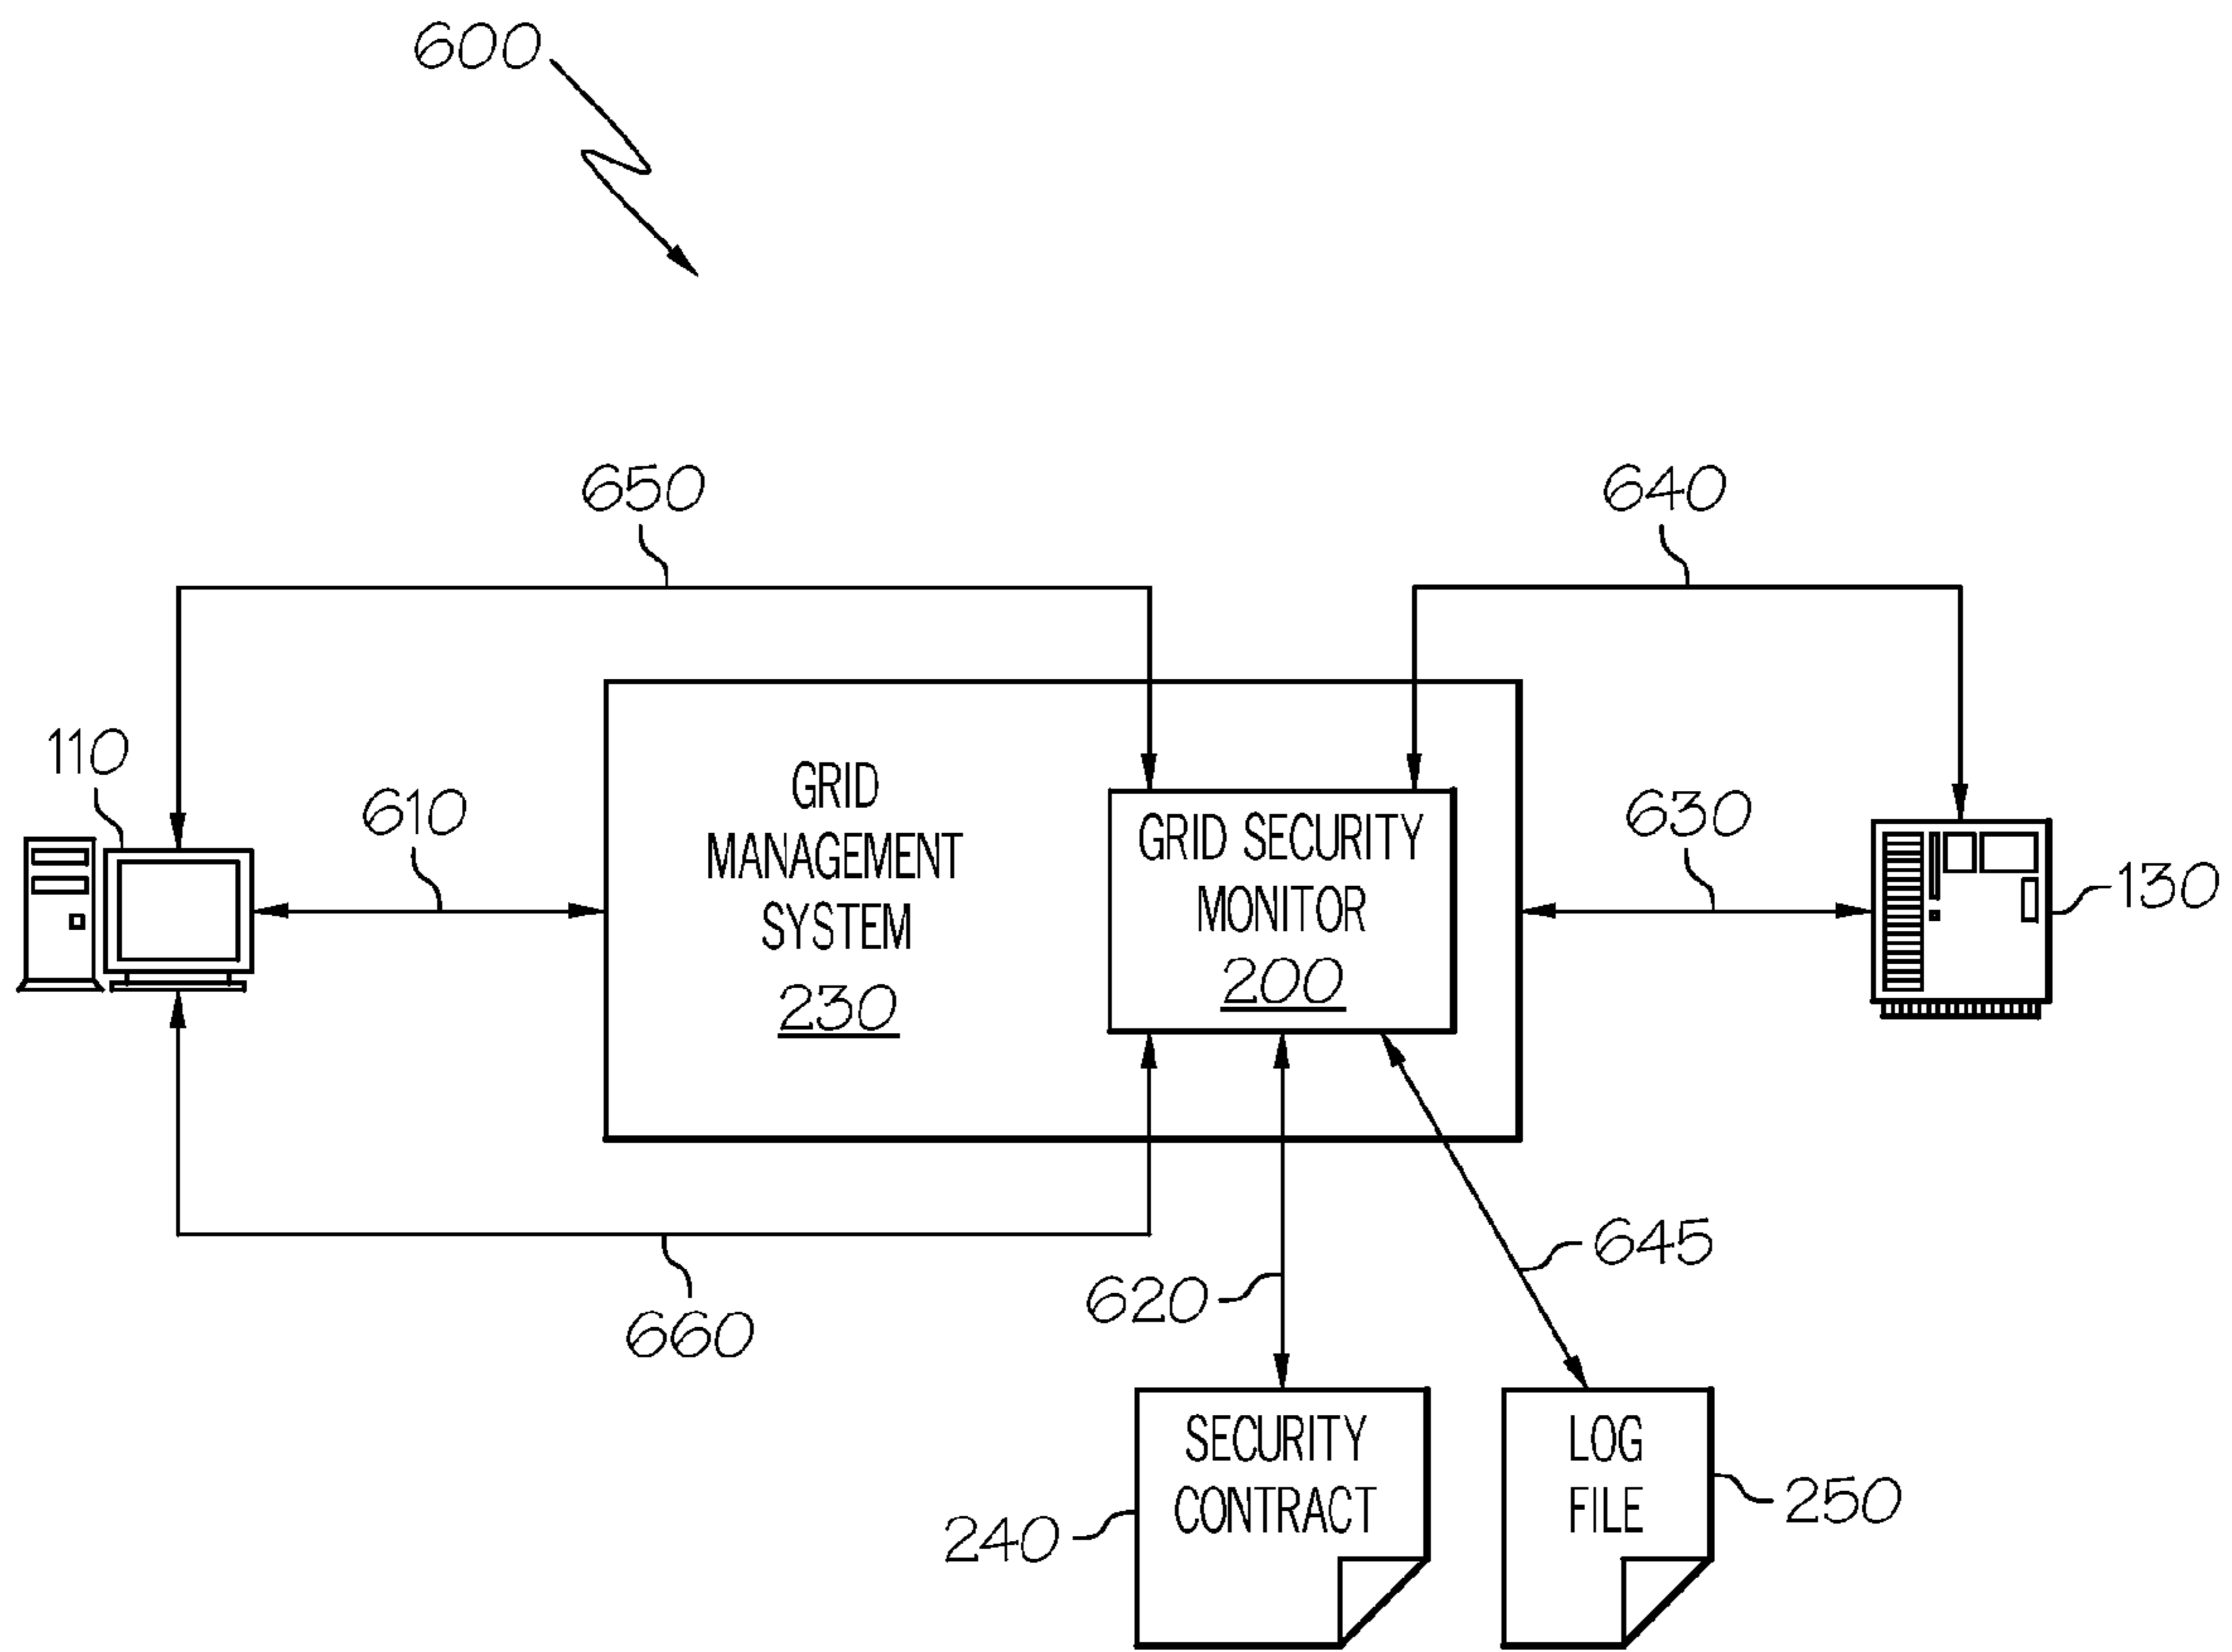 600
650
640
110
610
GRID
MANAGEMENT
SYSTEM
230
GRID SECURITY
MONITOR
200
630
130
660
620
645
SECURITY
CONTRACT
240
LOG
FILE
250